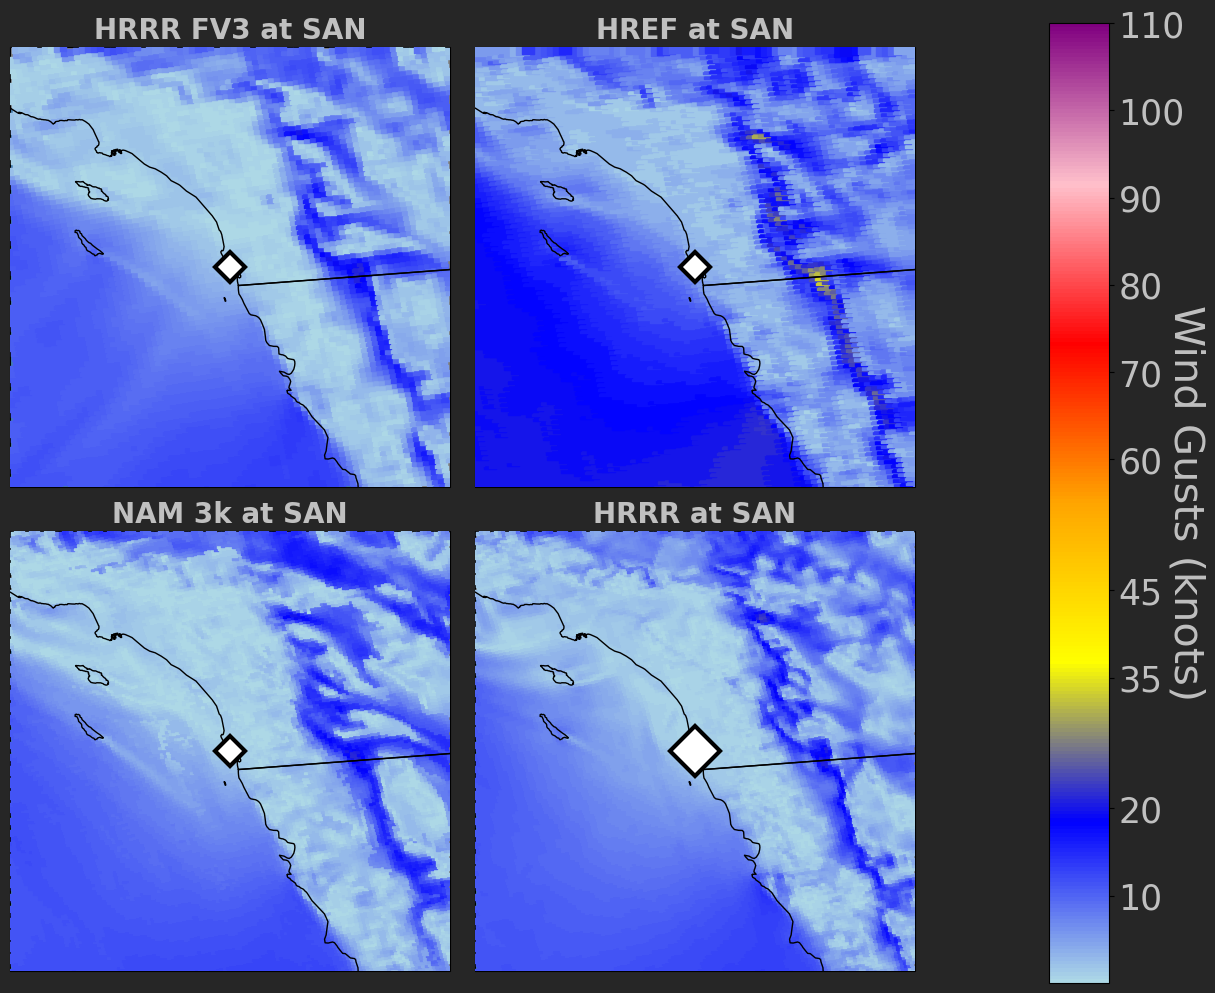 HRRR FV3 at SAN
HREF at SAN
NAM 3k at SAN
HRRR at SAN
110
100
90
80
70
60
45
35
20
10
Wind Gusts (knots)